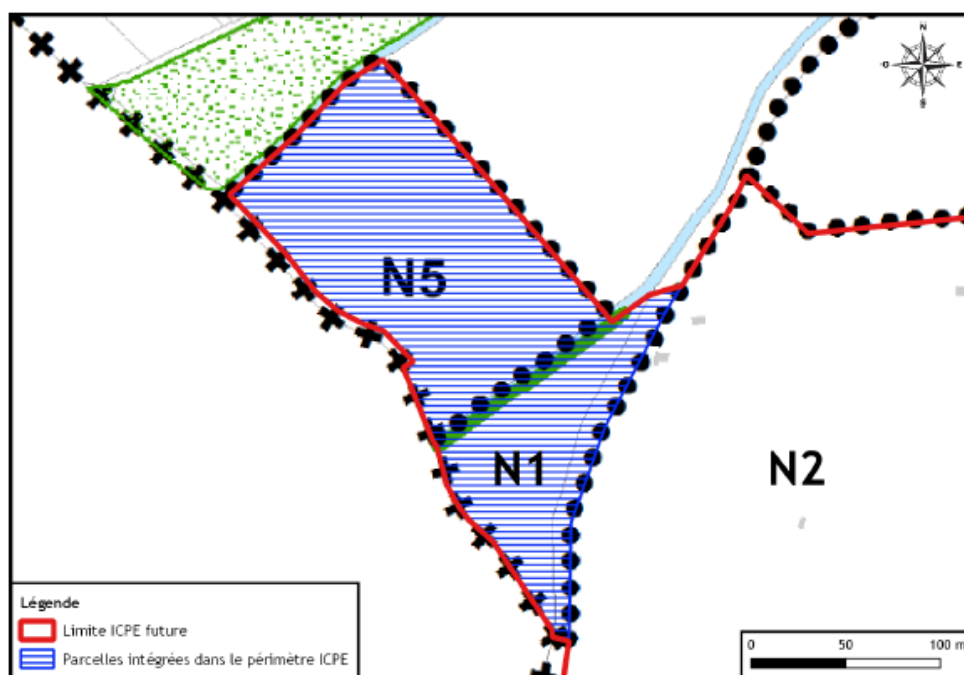 N
O E
S
N5
N1
N2
Légende
Limite ICPE future
Parcelles intégrées dans le périmètre ICPE
0 50 100 m